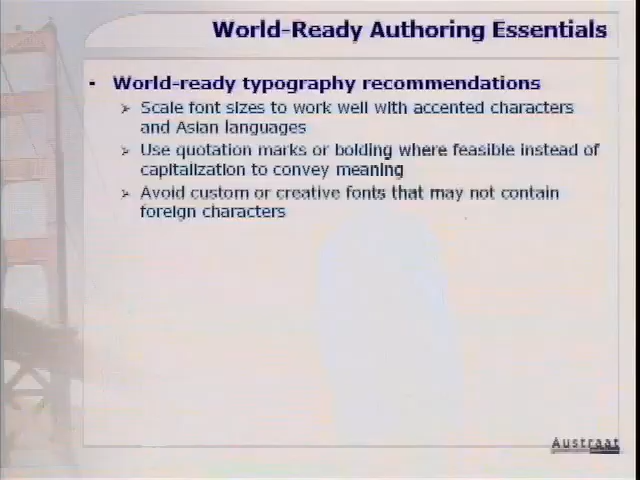 World-Ready Authoring Essentials
World-ready typography recommendations
Scale font sizes to work well with accented characters
and Asian languages
Use quotation marks or bolding where feasible instead of
capitalization to convey meaning
Avoid custom or creative fonts that may not contain
foreign characters
Austraat